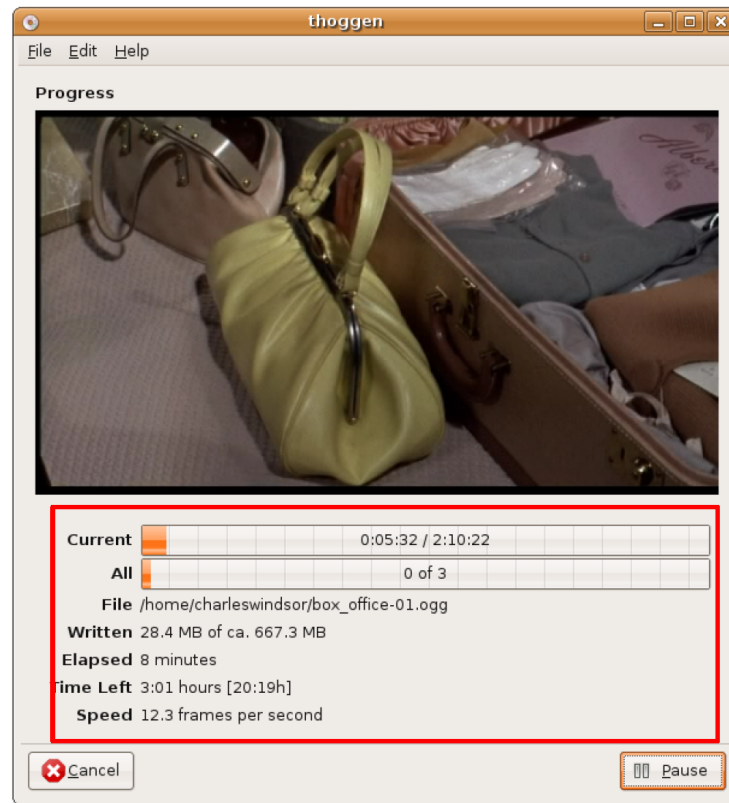 thoggen
File Edit Help
Progress
Current 0:05:32 / 2:10:22
All 0 of 3
File /home/charleswindsor/box_office-01.ogg
Written 28.4 MB of ca. 667.3 MB
Elapsed 8 minutes
Time Left 3:01 hours [20:19h]
Speed 12.3 frames per second
Cancel Pause